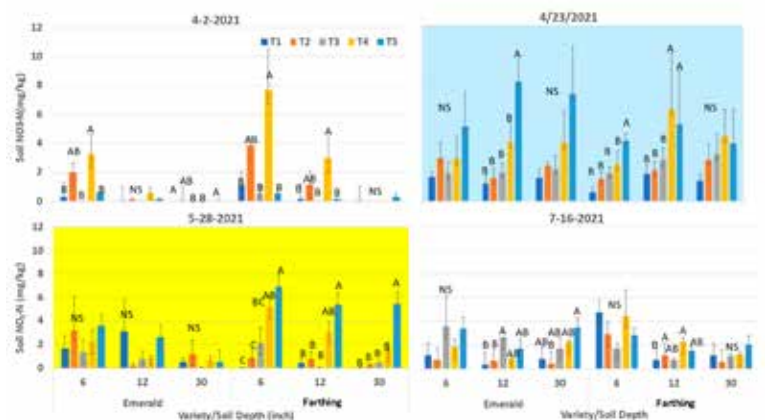 4-2-2021
4/23/2021
Soil NO3-N(mg/kg)
12
10
8
6
4
2
0
T1 T2 T3 T4 T5
A
AB
A
AB
B B B
NS
AB
A B B A
B B B
A
AB
B B B
NS
A
NS
B
B B B
NS
A
B B B B
A
A
B B B
NS
5-28-2021
7-16-2021
Soil NO3-N (mg/kg)
12
10
8
6
4
2
0
NS
NS
NS
A
AB
BC
C C
A
AB
B B B
A
B B B B
NS
A
B B B AB
A
AB AB
B B
NS
A A
B AB AB
NS
6 12 30 6 12 30
6 12 30 6 12 30
Emerald Farthing
Emerald Farthing
Variety/Soil Depth (inch)
Variety/Soil Depth